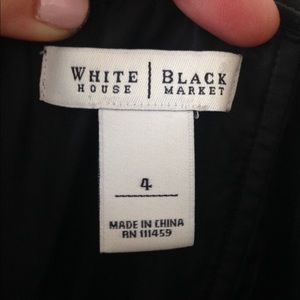 WHITE | BLACK
HOUSE | MARKET
4
MADE IN CHINA
RN 111459